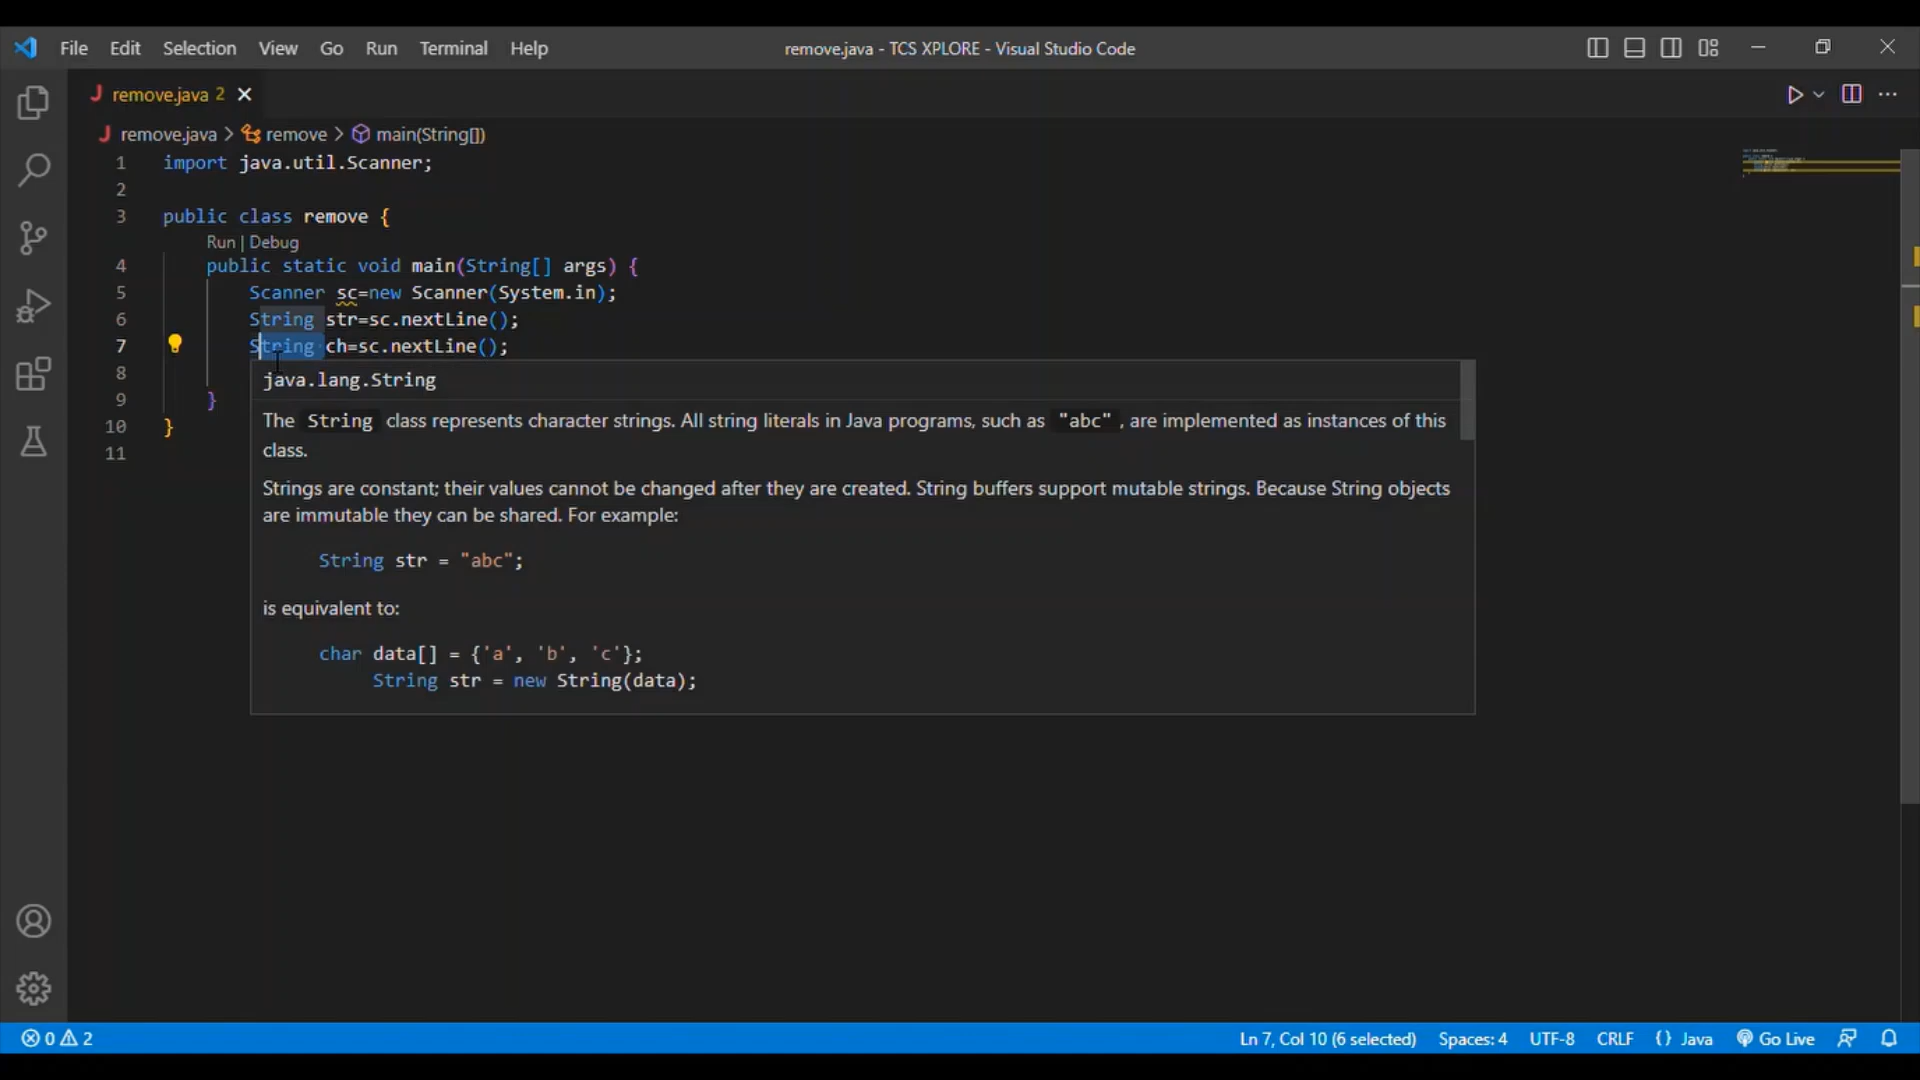 File Edit Selection View Go Run Terminal Help remove.java - TCS XPLORE - Visual Studio Code
remove.java 2
remove.java > remove > main(String[])
1 import java.util.Scanner;
2
3 public class remove {
Run | Debug
4 public static void main(String[] args) {
5 Scanner sc=new Scanner(System.in);
6 String str=sc.nextLine();
7 String ch=sc.nextLine();
8
9 }
10 }
11
java.lang.String
The String class represents character strings. All string literals in Java programs, such as "abc", are implemented as instances of this
class.
Strings are constant; their values cannot be changed after they are created. String buffers support mutable strings. Because String objects
are immutable they can be shared. For example:
String str = "abc";
is equivalent to:
char data[] = {'a', 'b', 'c'};
String str = new String(data);
0 2 Ln 7, Col 10 (6 selected) Spaces: 4 UTF-8 CRLF {} Java Go Live